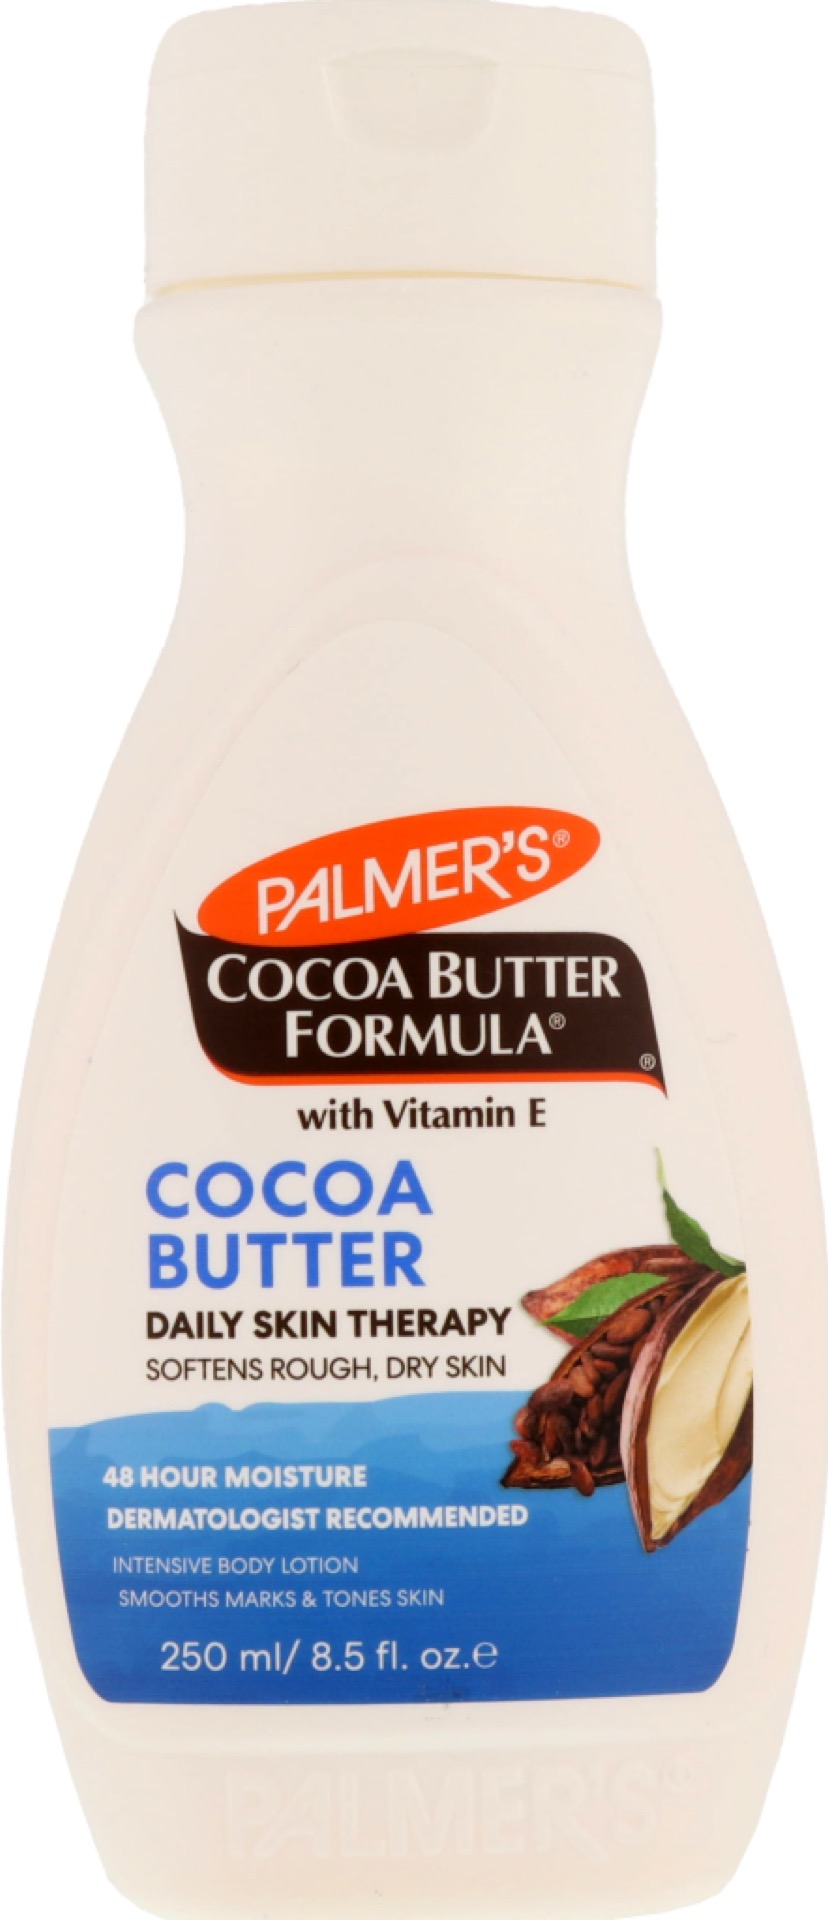 PALMER'S®
COCOA BUTTER
FORMULA®
®
with Vitamin E
COCOA
BUTTER
DAILY SKIN THERAPY
SOFTENS ROUGH, DRY SKIN
48 HOUR MOISTURE
DERMATOLOGIST RECOMMENDED
INTENSIVE BODY LOTION
SMOOTHS MARKS & TONES SKIN
250 ml/ 8.5 fl. oz.℮
PALMER'S®